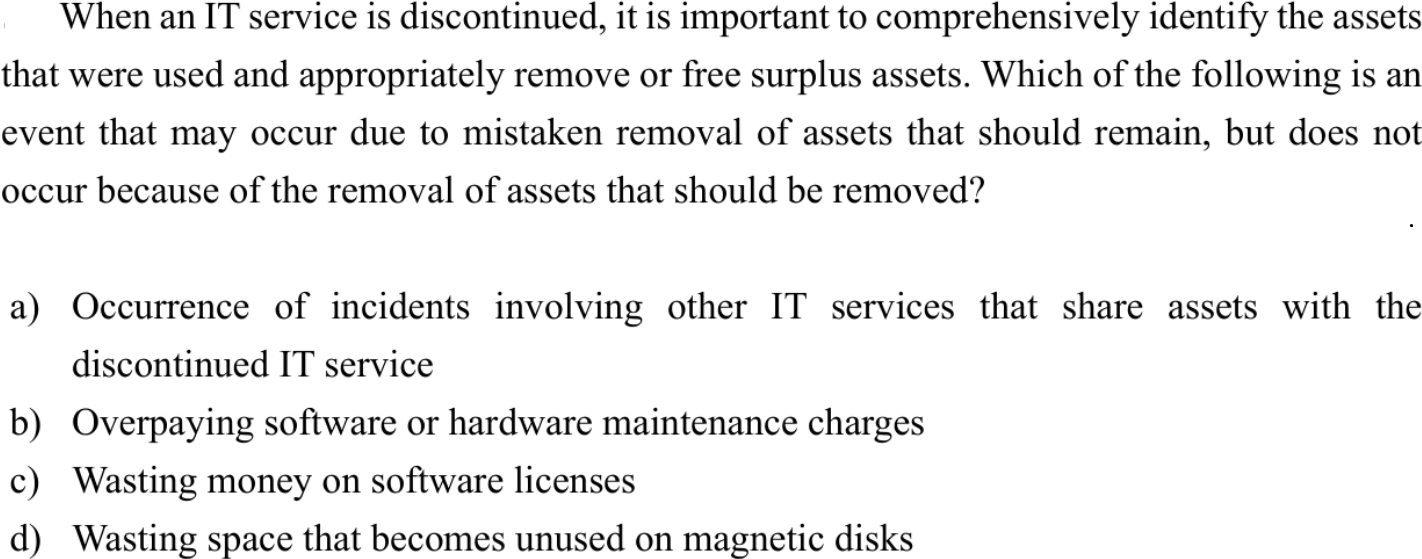 When an IT service is discontinued, it is important to comprehensively identify the assets
that were used and appropriately remove or free surplus assets. Which of the following is an
event that may occur due to mistaken removal of assets that should remain, but does not
occur because of the removal of assets that should be removed?
a) Occurrence of incidents involving other IT services that share assets with the
discontinued IT service
b) Overpaying software or hardware maintenance charges
c) Wasting money on software licenses
d) Wasting space that becomes unused on magnetic disks